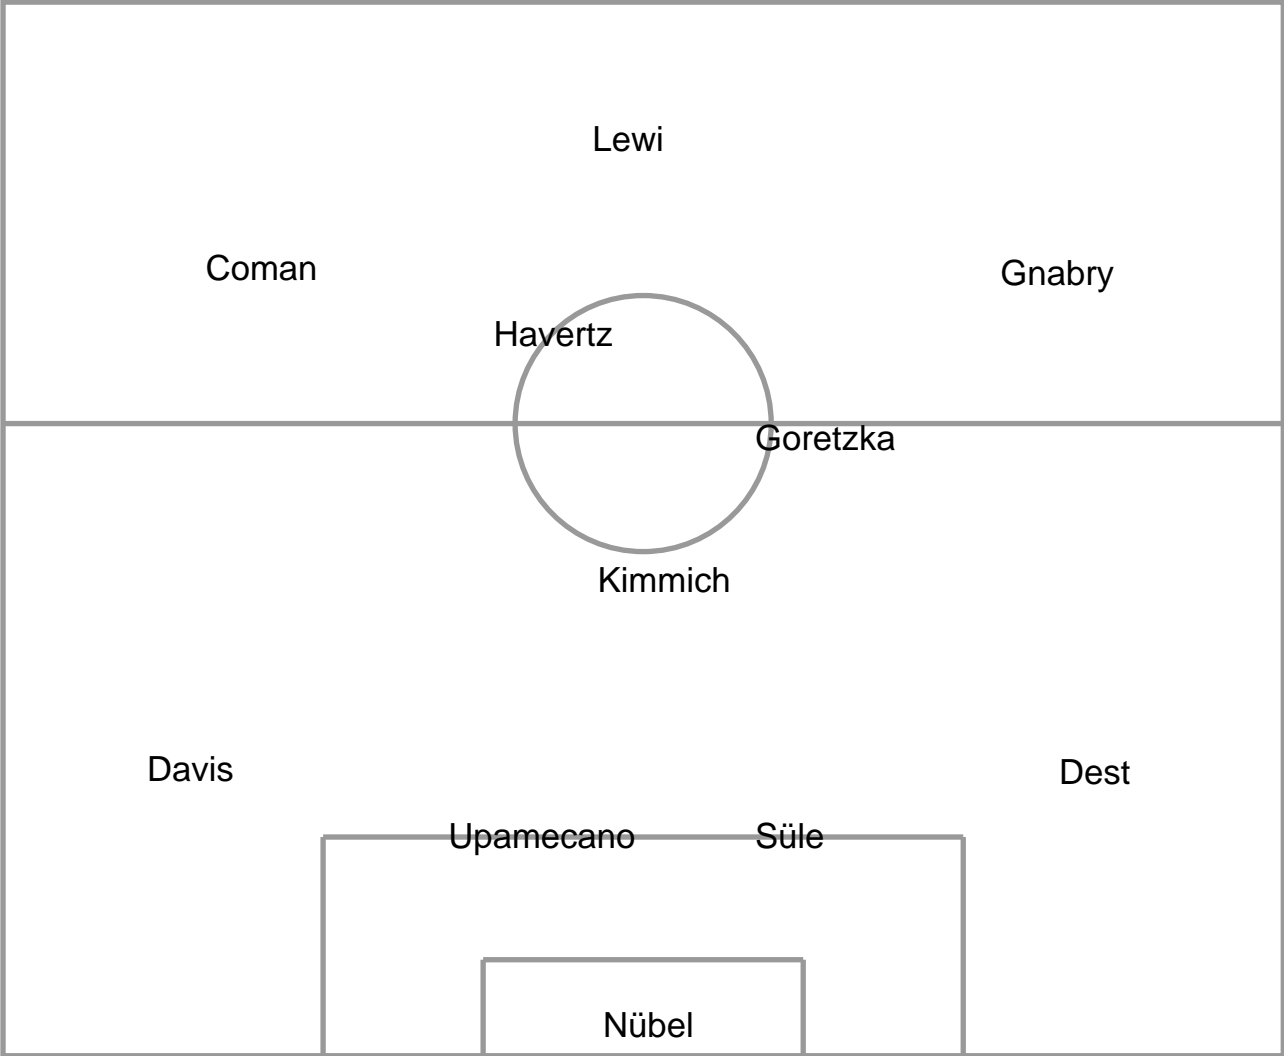 Lewi
Coman
Gnabry
Havertz
Goretzka
Kimmich
Davis
Dest
Upamecano
Süle
Nübel